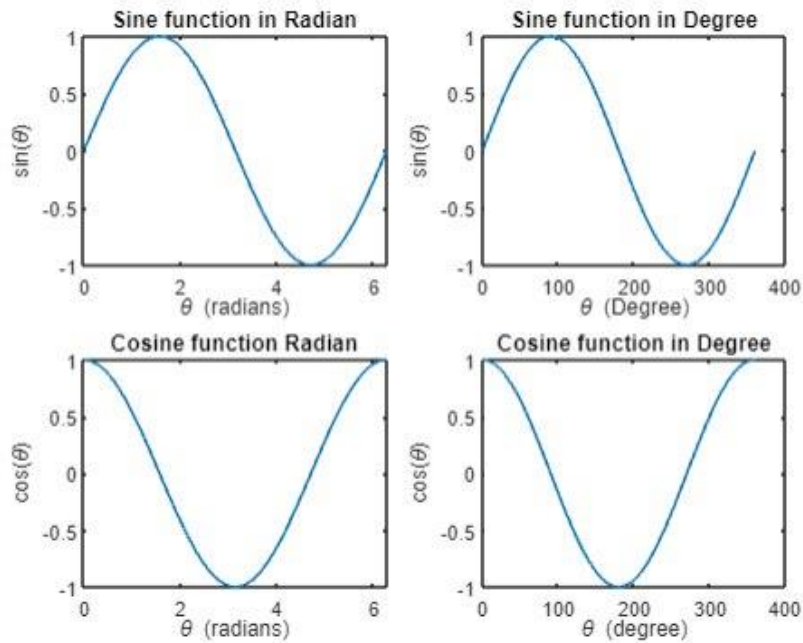 Sine function in Radian
1
0.5
0
-0.5
-1
sin(θ)
0 2 4 6
θ (radians)
Sine function in Degree
1
0.5
0
-0.5
-1
sin(θ)
0 100 200 300 400
θ (Degree)
Cosine function Radian
1
0.5
0
-0.5
-1
cos(θ)
0 2 4 6
θ (radians)
Cosine function in Degree
1
0.5
0
-0.5
-1
cos(θ)
0 100 200 300 400
θ (degree)